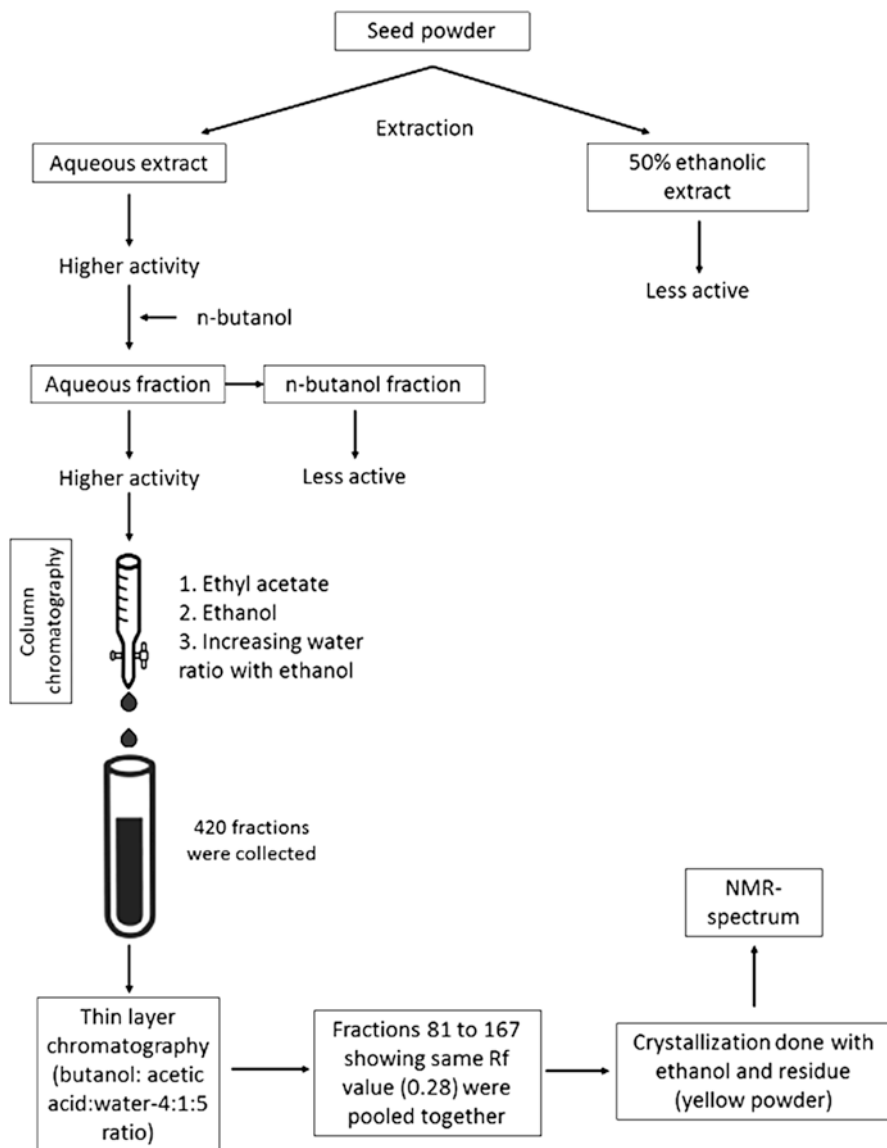 Seed powder
Extraction
Aqueous extract
50% ethanolic
extract
Higher activity
Less active
n-butanol
Aqueous fraction
n-butanol fraction
Higher activity
Less active
Column
chromatography
1. Ethyl acetate
2. Ethanol
3. Increasing water
ratio with ethanol
420 fractions
were collected
Thin layer
chromatography
(butanol: acetic
acid:water-4:1:5
ratio)
Fractions 81 to 167
showing same Rf
value (0.28) were
pooled together
Crystallization done with
ethanol and residue
(yellow powder)
NMR-
spectrum